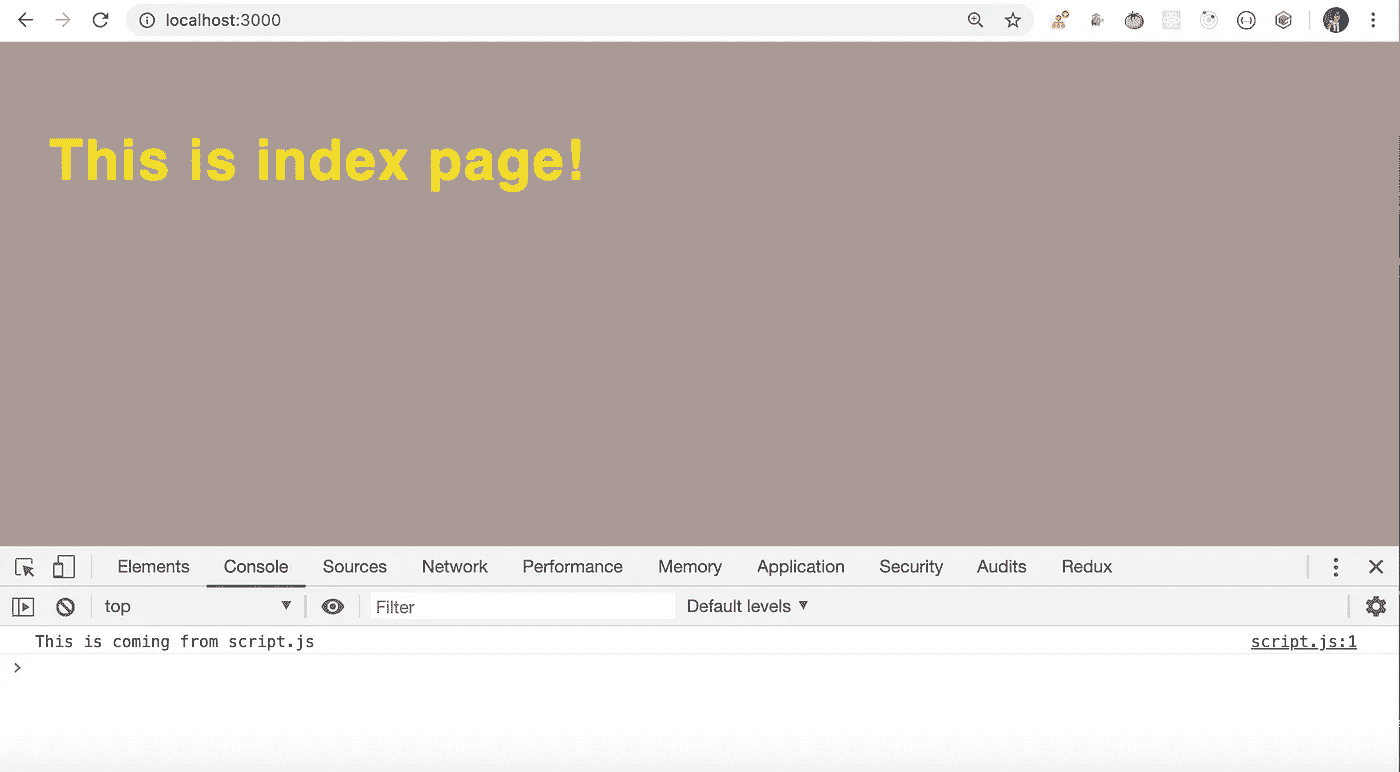 localhost:3000
This is index page!
Elements Console Sources Network Performance Memory Application Security Audits Redux
top Filter Default levels
This is coming from script.js script.js:1